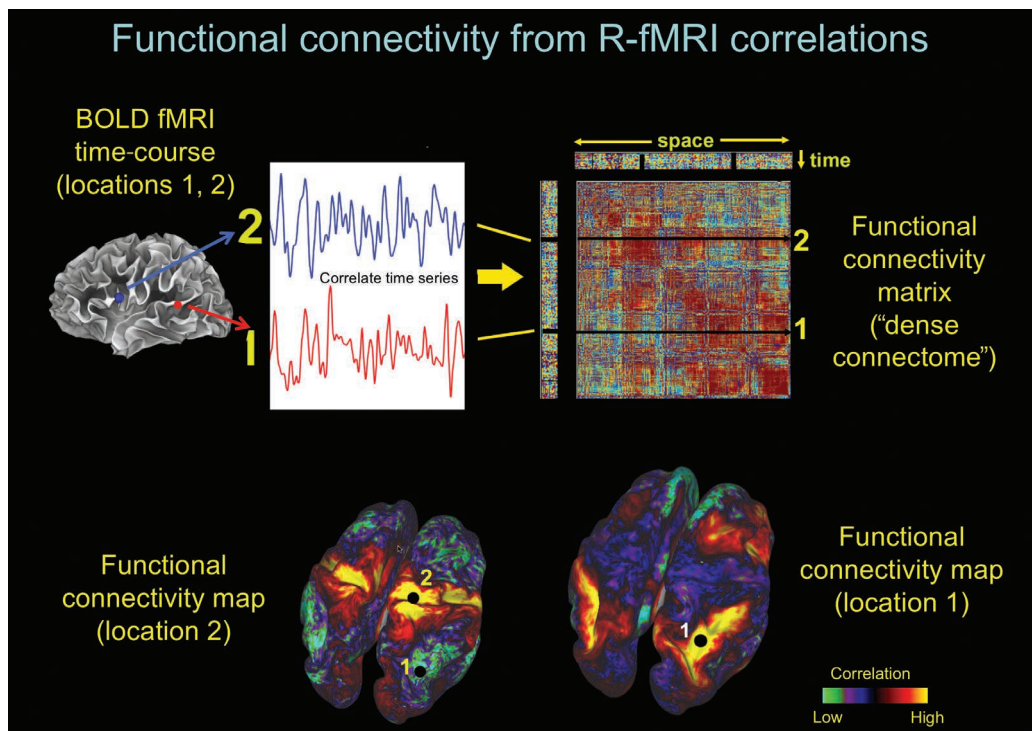 Functional connectivity from R-fMRI correlations
BOLD fMRI
time-course
(locations 1, 2)
2
1
Correlate time series
space
time
2
1
Functional
connectivity
matrix
(“dense
connectome”)
Functional
connectivity map
(location 2)
2
1
1
Functional
connectivity map
(location 1)
Correlation
Low
High